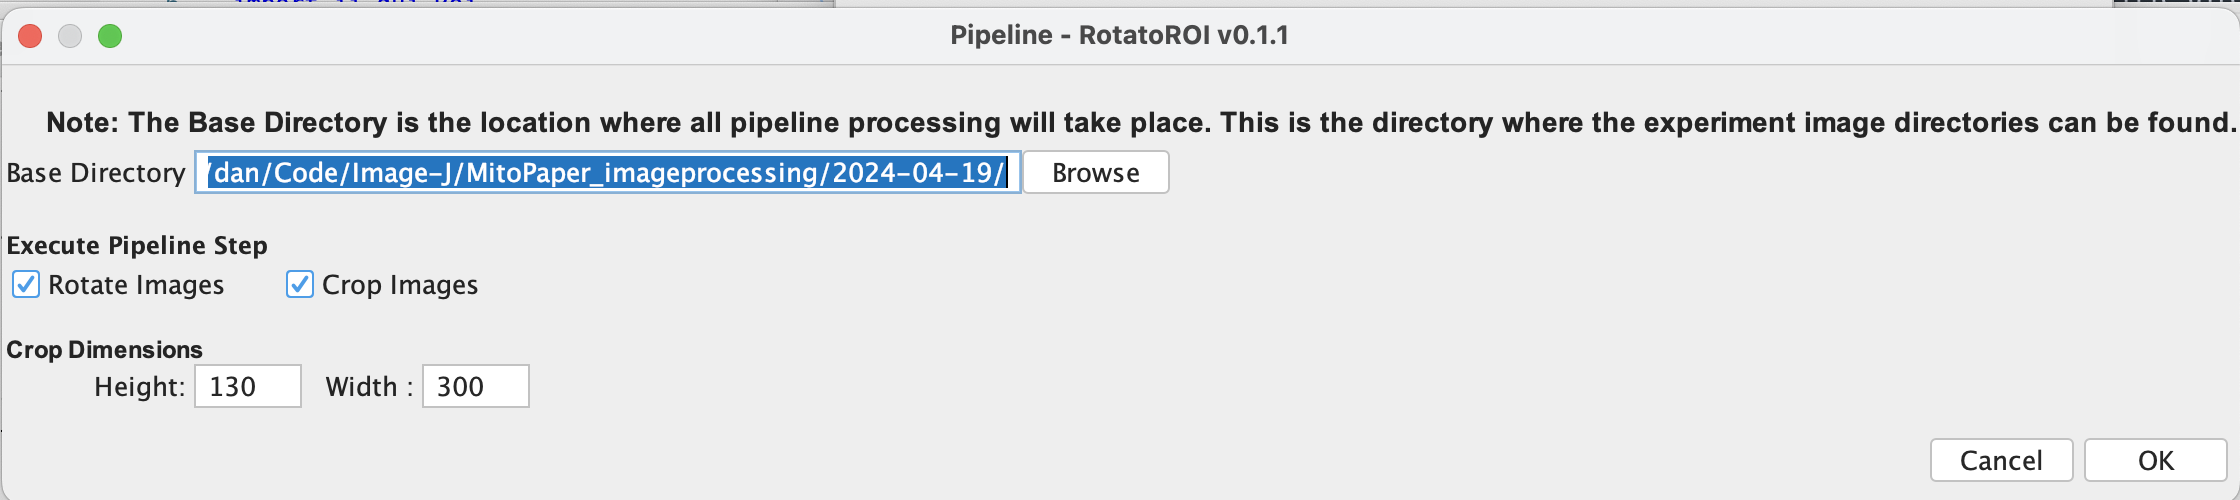 Pipeline - RotatoROI v0.1.1
Note: The Base Directory is the location where all pipeline processing will take place. This is the directory where the experiment image directories can be found.
Base Directory /dan/Code/Image-J/MitoPaper_imageprocessing/2024-04-19/ Browse
Execute Pipeline Step
Rotate Images Crop Images
Crop Dimensions
Height: 130 Width : 300
Cancel OK